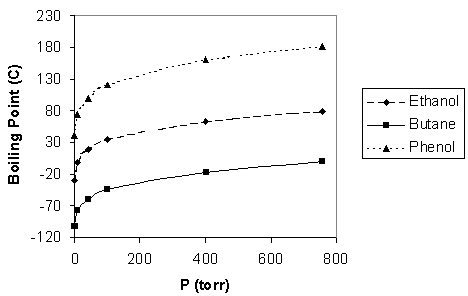 230
180
130
80
30
-20
-70
-120
Boiling Point (C)
0 200 400 600 800
P (torr)
Ethanol
Butane
Phenol